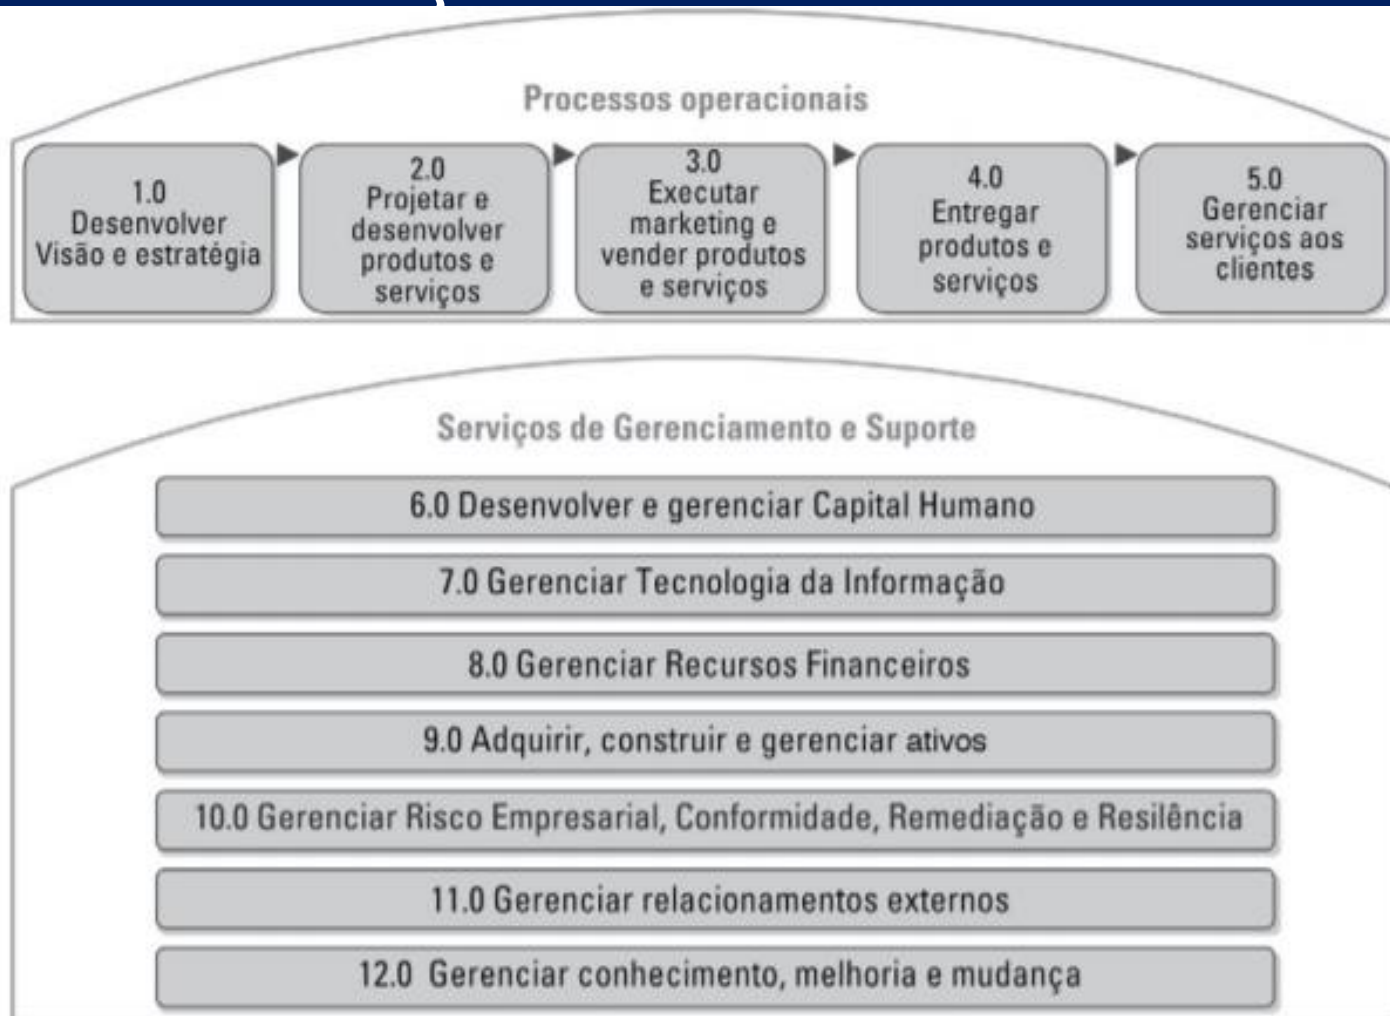 Processos operacionais
1.0
Desenvolver
Visão e estratégia
2.0
Projetar e
desenvolver
produtos e
serviços
3.0
Executar
marketing e
vender produtos
e serviços
4.0
Entregar
produtos e
serviços
5.0
Gerenciar
serviços aos
clientes
Serviços de Gerenciamento e Suporte
6.0 Desenvolver e gerenciar Capital Humano
7.0 Gerenciar Tecnologia da Informação
8.0 Gerenciar Recursos Financeiros
9.0 Adquirir, construir e gerenciar ativos
10.0 Gerenciar Risco Empresarial, Conformidade, Remediação e Resilência
11.0 Gerenciar relacionamentos externos
12.0 Gerenciar conhecimento, melhoria e mudança